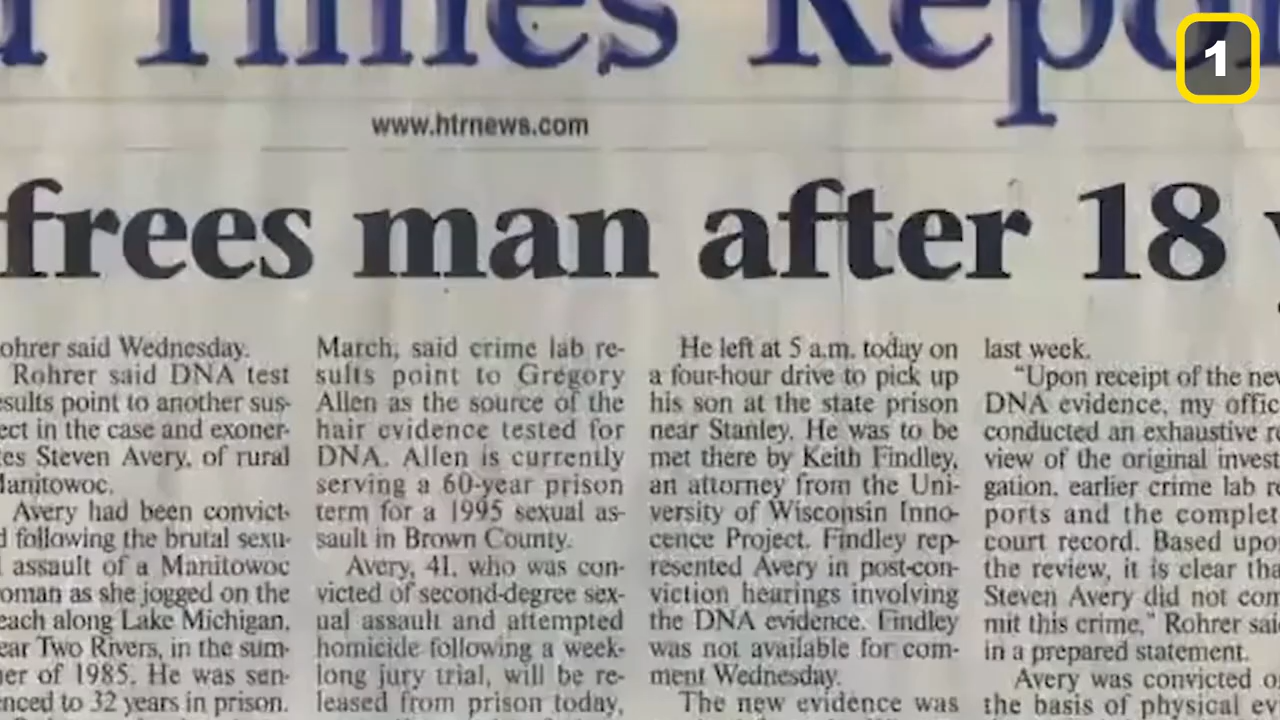 Times Repor
1
www.htrnews.com
frees man after 18
ohrer said Wednesday.
Rohrer said DNA test
esults point to another sus-
ect in the case and exoner-
es Steven Avery, of rural
Manitowoc.
Avery had been convict-
d following the brutal sexu-
l assault of a Manitowoc
oman as she jogged on the
each along Lake Michigan,
ear Two Rivers, in the sum-
er of 1985. He was sen-
nced to 32 years in prison.
March, said crime lab re-
sults point to Gregory
Allen as the source of the
hair evidence tested for
DNA. Allen is currently
serving a 60-year prison
term for a 1995 sexual as-
sault in Brown County.
Avery, 41, who was con-
victed of second-degree sex-
ual assault and attempted
homicide following a week-
long jury trial, will be re-
leased from prison today,
He left at 5 a.m. today on
a four-hour drive to pick up
his son at the state prison
near Stanley. He was to be
met there by Keith Findley,
an attorney from the Uni-
versity of Wisconsin Inno-
cence Project. Findley rep-
resented Avery in post-con-
viction hearings involving
the DNA evidence. Findley
was not available for com-
ment Wednesday.
The new evidence was
last week.
"Upon receipt of the new
DNA evidence, my offic
conducted an exhaustive re
view of the original invest
gation, earlier crime lab re
ports and the complet
court record. Based upo
the review, it is clear tha
Steven Avery did not com
mit this crime," Rohrer sai
in a prepared statement.
Avery was convicted o
the basis of physical ev